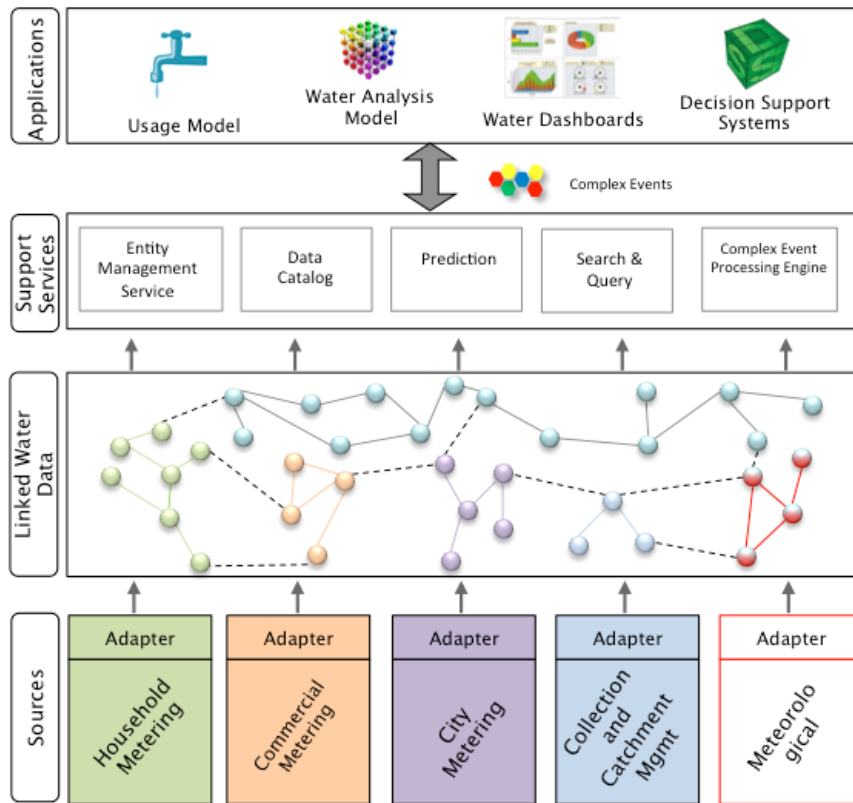 Applications
Usage Model
Water Analysis
Model
Water Dashboards
Decision Support
Systems
Complex Events
Support
Services
Entity
Management
Service
Data
Catalog
Prediction
Search &
Query
Complex Event
Processing Engine
Linked Water
Data
Sources
Adapter
Adapter
Adapter
Adapter
Adapter
Household
Metering
Commercial
Metering
City
Metering
Collection
and
Catchment
Mgmt
Meteorolo
gical